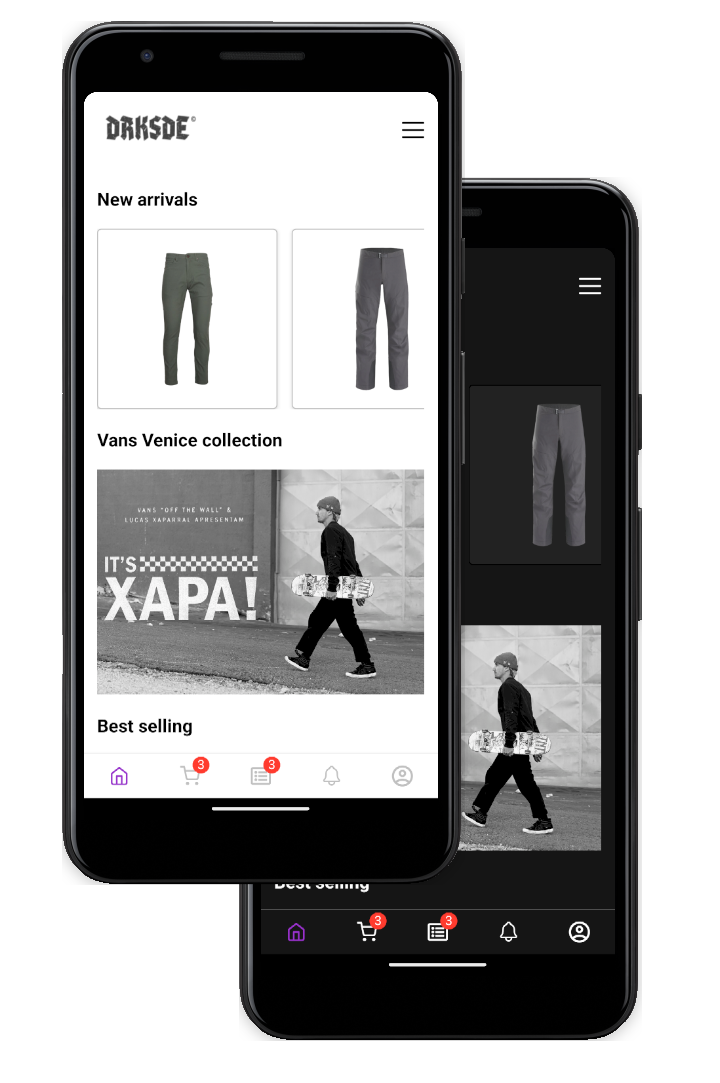 DRKSDE©
New arrivals
Vans Venice collection
VANS "OFF THE WALL" &
LUCAS XAPARRAL APRESENTAM
IT'S
XAPA!
Best selling
3
3
Best selling
3
3